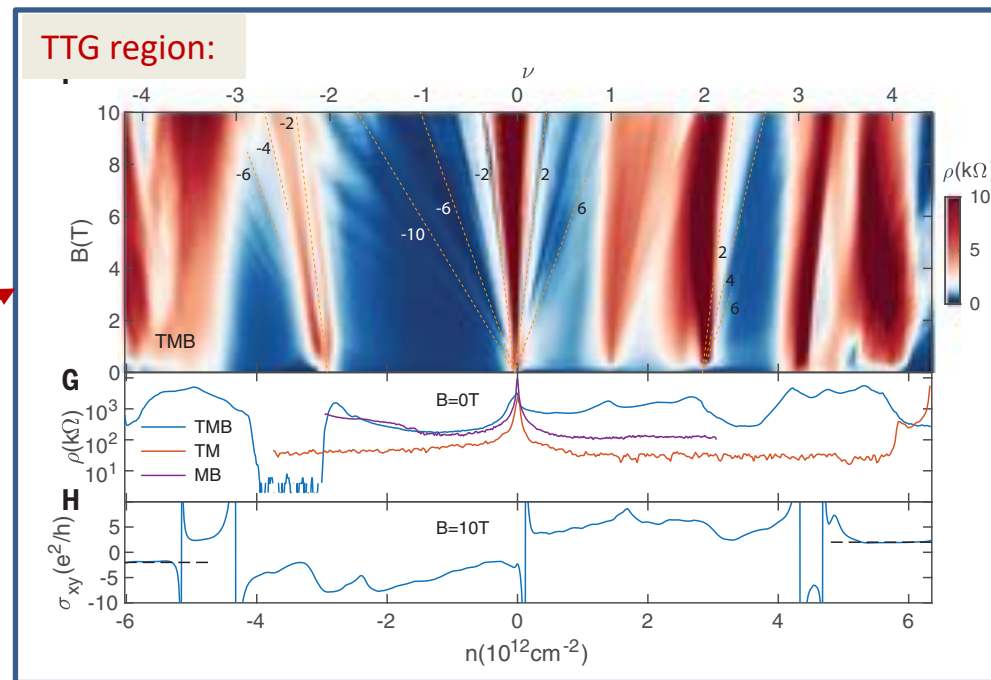 TTG region:
ν
-4 -3 -2 -1 0 1 2 3 4
10
8
6
4
2
0
B(T)
-2
-4
-6
-10
-6
-2
2
6
2
4
6
TMB
ρ(kΩ
10
5
0
G
B=0T
ρ(kΩ)
10³
10²
10¹
TMB
TM
MB
H
B=10T
σxy(e²/h)
5
0
-5
-10
-6 -4 -2 0 2 4 6
n(10¹²cm⁻²)